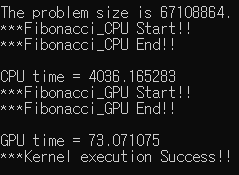 The problem size is 67108864.
***Fibonacci_CPU Start!!
***Fibonacci_CPU End!!
CPU time = 4036.165283
***Fibonacci_GPU Start!!
***Fibonacci_GPU End!!
GPU time = 73.071075
***Kernel execution Success!!